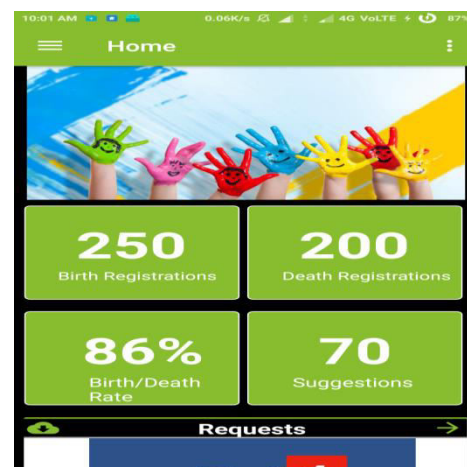 10:01 AM 0.06K/s 4G VoLTE 87%
Home
250
Birth Registrations
200
Death Registrations
86%
Birth/Death
Rate
70
Suggestions
Requests